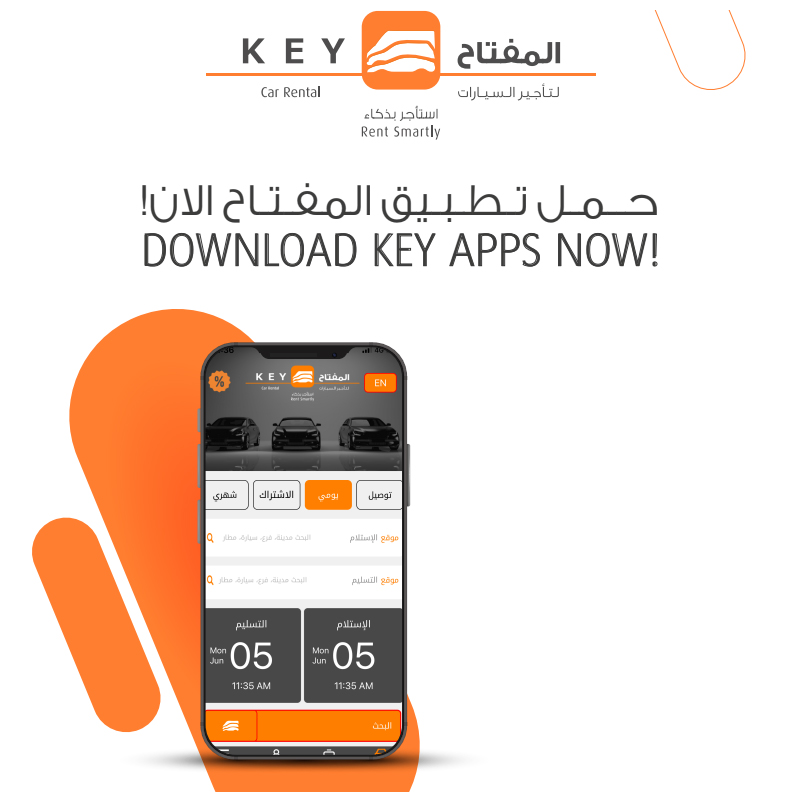 KEY المفتاح
Car Rental لتأجير السيارات
استأجر بذكاء
Rent Smartly
حمل تطبيق المفتاح الان!
DOWNLOAD KEY APPS NOW!
36 4G
% KEY المفتاح EN
Car Rental لتأجير السيارات
استأجر بذكاء
Rent Smartly
توصيل يومي الاشتراك شهري
موقع الإستلام البحث مدينة، فرع، سيارة، مطار
موقع التسليم البحث مدينة، فرع، سيارة، مطار
الإستلام التسليم
Mon Jun 05 Mon Jun 05
11:35 AM 11:35 AM
البحث